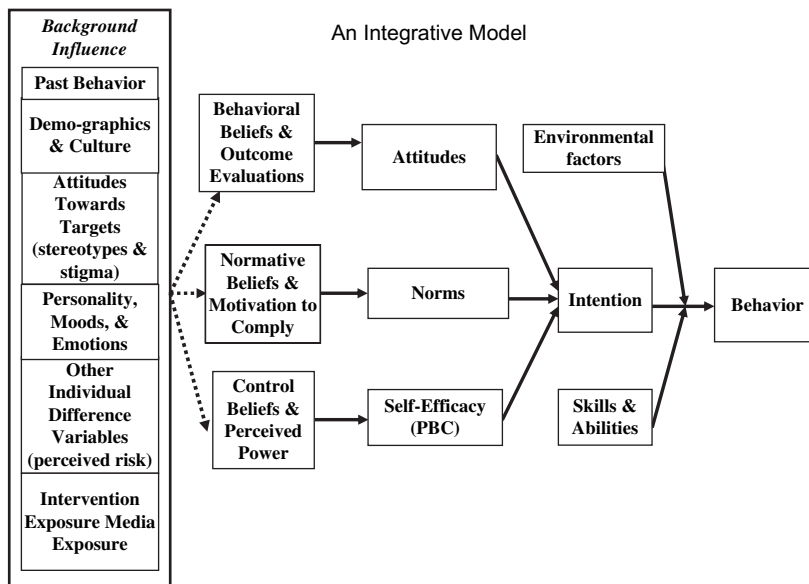 An Integrative Model
Background
Influence
Past Behavior
Demo-graphics
& Culture
Attitudes
Towards
Targets
(stereotypes &
stigma)
Personality,
Moods, &
Emotions
Other
Individual
Difference
Variables
(perceived risk)
Intervention
Exposure Media
Exposure
Behavioral
Beliefs &
Outcome
Evaluations
Normative
Beliefs &
Motivation to
Comply
Control
Beliefs &
Perceived
Power
Attitudes
Norms
Self-Efficacy
(PBC)
Environmental
factors
Intention
Skills &
Abilities
Behavior